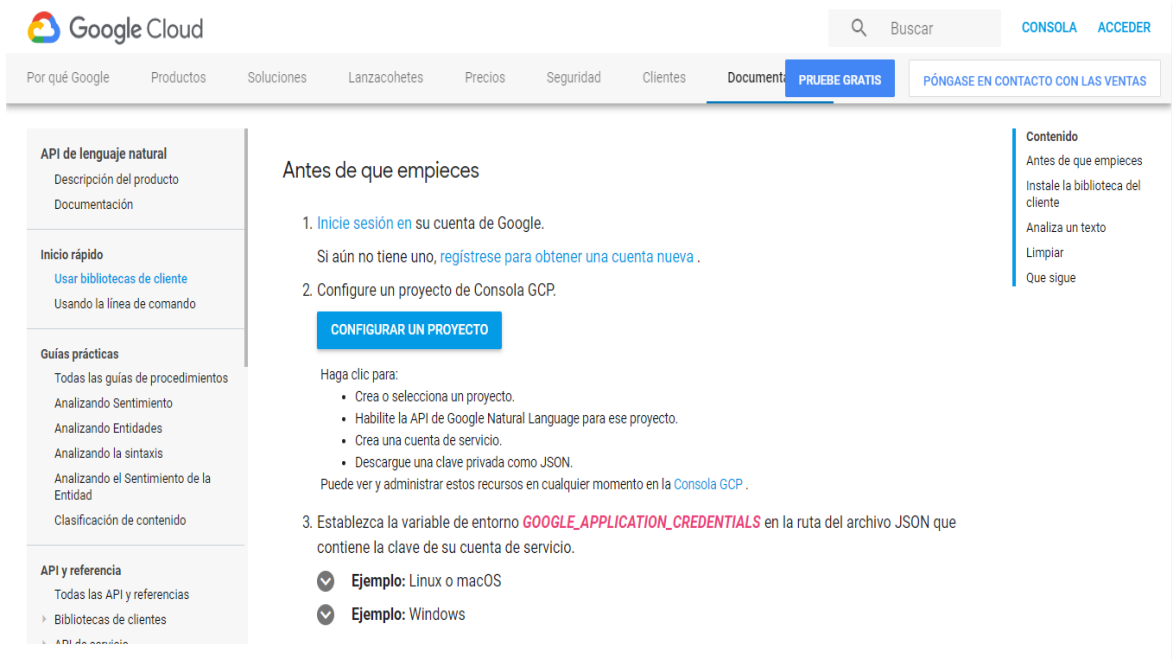 Google Cloud
Buscar
CONSOLA
ACCEDER
Por qué Google
Productos
Soluciones
Lanzacohetes
Precios
Seguridad
Clientes
PRUEBE GRATIS
PÓNGASE EN CONTACTO CON LAS VENTAS
API de lenguaje natural
Descripción del producto
Documentación
Inicio rápido
Usar bibliotecas de cliente
Usando la línea de comando
Guías prácticas
Todas las guías de procedimientos
Analizando Sentimiento
Analizando Entidades
Analizando la sintaxis
Analizando el Sentimiento de la
Entidad
Clasificación de contenido
API y referencia
Todas las API y referencias
Bibliotecas de clientes
Antes de que empieces
1. Inicie sesión en su cuenta de Google.
Si aún no tiene uno, regístrese para obtener una cuenta nueva .
2. Configure un proyecto de Consola GCP.
CONFIGURAR UN PROYECTO
Haga clic para:
• Crea o selecciona un proyecto.
• Habilite la API de Google Natural Language para ese proyecto.
• Crea una cuenta de servicio.
• Descargue una clave privada como JSON.
Puede ver y administrar estos recursos en cualquier momento en la Consola GCP .
3. Establezca la variable de entorno GOOGLE_APPLICATION_CREDENTIALS en la ruta del archivo JSON que
contiene la clave de su cuenta de servicio.
Ejemplo: Linux o macOS
Ejemplo: Windows
Contenido
Antes de que empieces
Instale la biblioteca del
cliente
Analiza un texto
Limpiar
Que sigue